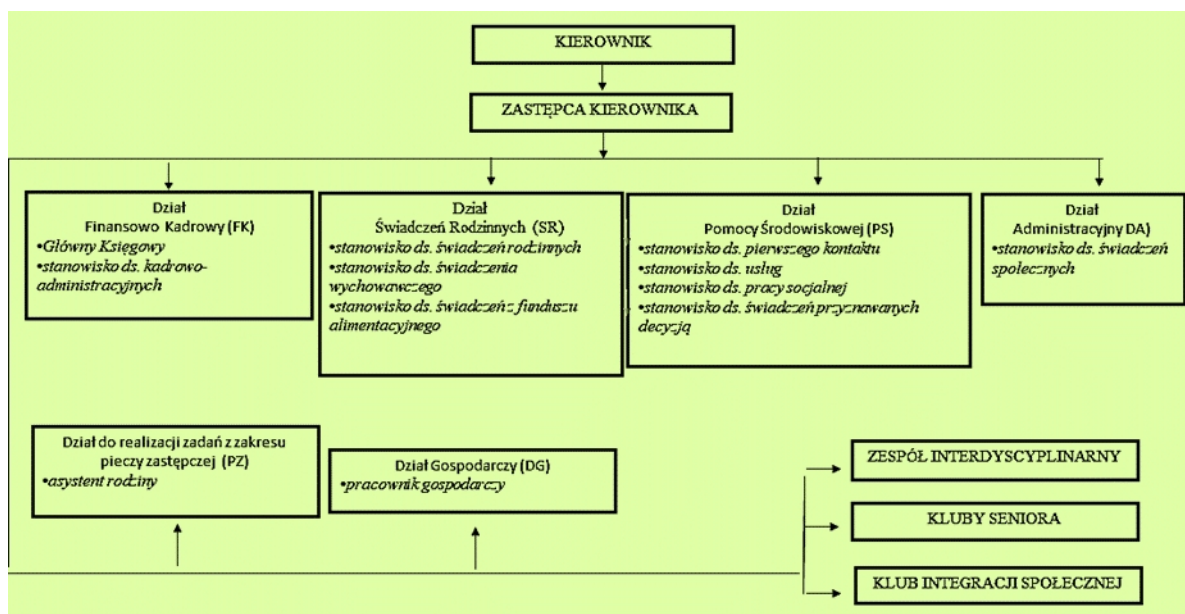 KIEROWNIK
ZASTĘPCA KIEROWNIKA
Dział
Finansowo Kadrowy (FK)
•Główny Księgowy
•stanowisko ds. kadrowo-
administracyjnych
Dział
Świadczeń Rodzinnych (SR)
•stanowisko ds. świadczeń rodzinnych
•stanowisko ds. świadczenia
wychowawczego
•stanowisko ds. świadczeń z funduszu
alimentacyjnego
Dział
Pomocy Środowiskowej (PS)
•stanowisko ds. pierwszego kontaktu
•stanowisko ds. usług
•stanowisko ds. pracy socjalnej
•stanowisko ds. świadczeń przyznawanych
decyzją
Dział
Administracyjny DA)
•stanowisko ds. świadczeń
społecznych
Dział do realizacji zadań z zakresu
pieczy zastępczej (PZ)
•asystent rodziny
Dział Gospodarczy (DG)
•pracownik gospodarczy
ZESPÓŁ INTERDYSCYPLINARNY
KLUBY SENIORA
KLUB INTEGRACJI SPOŁECZNEJ